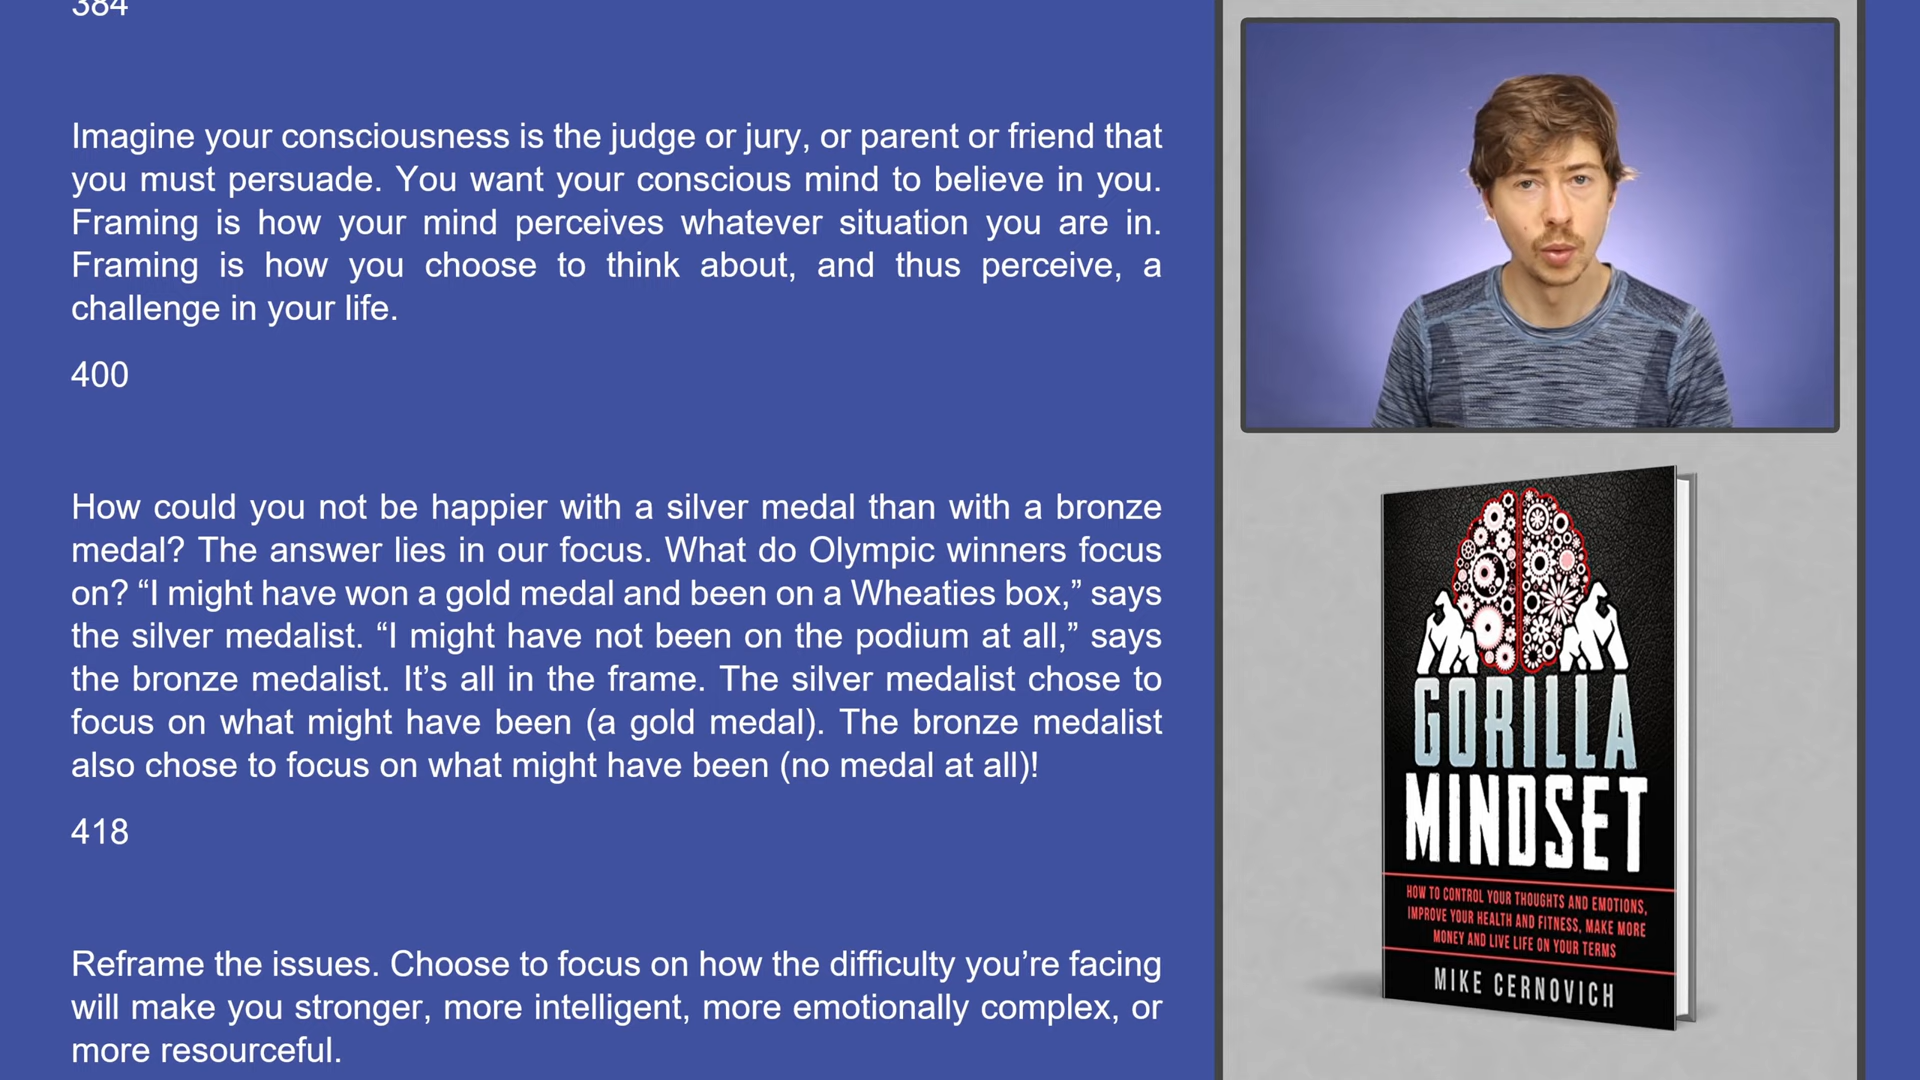 384
Imagine your consciousness is the judge or jury, or parent or friend that
you must persuade. You want your conscious mind to believe in you.
Framing is how your mind perceives whatever situation you are in.
Framing is how you choose to think about, and thus perceive, a
challenge in your life.
400
How could you not be happier with a silver medal than with a bronze
medal? The answer lies in our focus. What do Olympic winners focus
on? “I might have won a gold medal and been on a Wheaties box,” says
the silver medalist. “I might have not been on the podium at all,” says
the bronze medalist. It’s all in the frame. The silver medalist chose to
focus on what might have been (a gold medal). The bronze medalist
also chose to focus on what might have been (no medal at all)!
418
Reframe the issues. Choose to focus on how the difficulty you’re facing
will make you stronger, more intelligent, more emotionally complex, or
more resourceful.
GORILLA
MINDSET
HOW TO CONTROL YOUR THOUGHTS AND EMOTIONS,
IMPROVE YOUR HEALTH AND FITNESS, MAKE MORE
MONEY AND LIVE LIFE ON YOUR TERMS
MIKE CERNOVICH